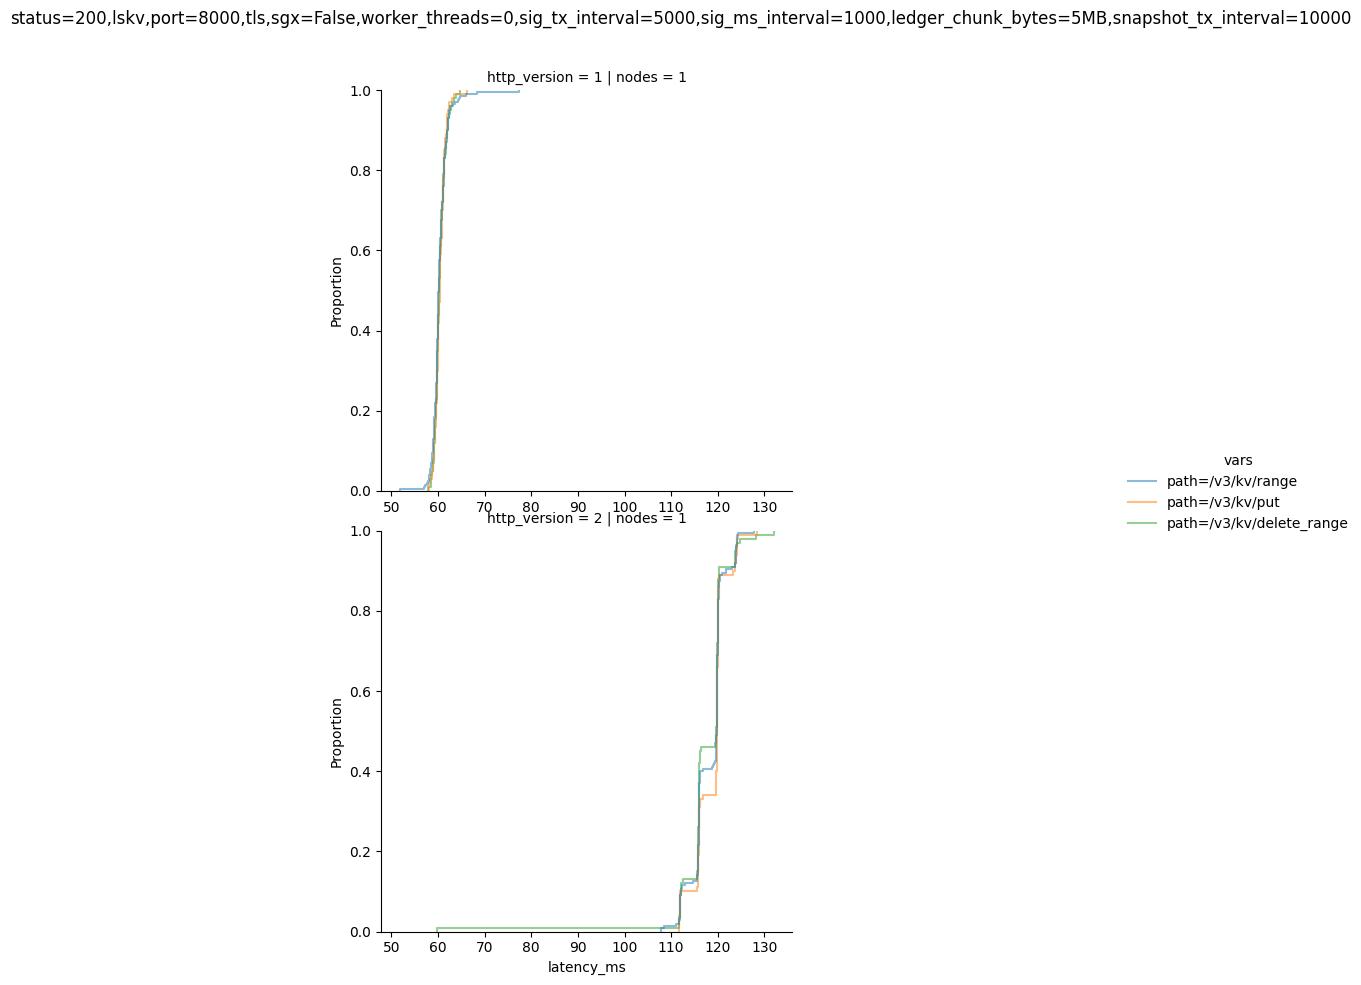 status=200,lskv,port=8000,tls,sgx=False,worker_threads=0,sig_tx_interval=5000,sig_ms_interval=1000,ledger_chunk_bytes=5MB,snapshot_tx_interval=10000
http_version = 1 | nodes = 1
1.0
0.8
0.6
Proportion
0.4
0.2
0.0
50 60 70 80 90 100 110 120 130
http_version = 2 | nodes = 1
1.0
0.8
0.6
Proportion
0.4
0.2
0.0
50 60 70 80 90 100 110 120 130
latency_ms
vars
path=/v3/kv/range
path=/v3/kv/put
path=/v3/kv/delete_range